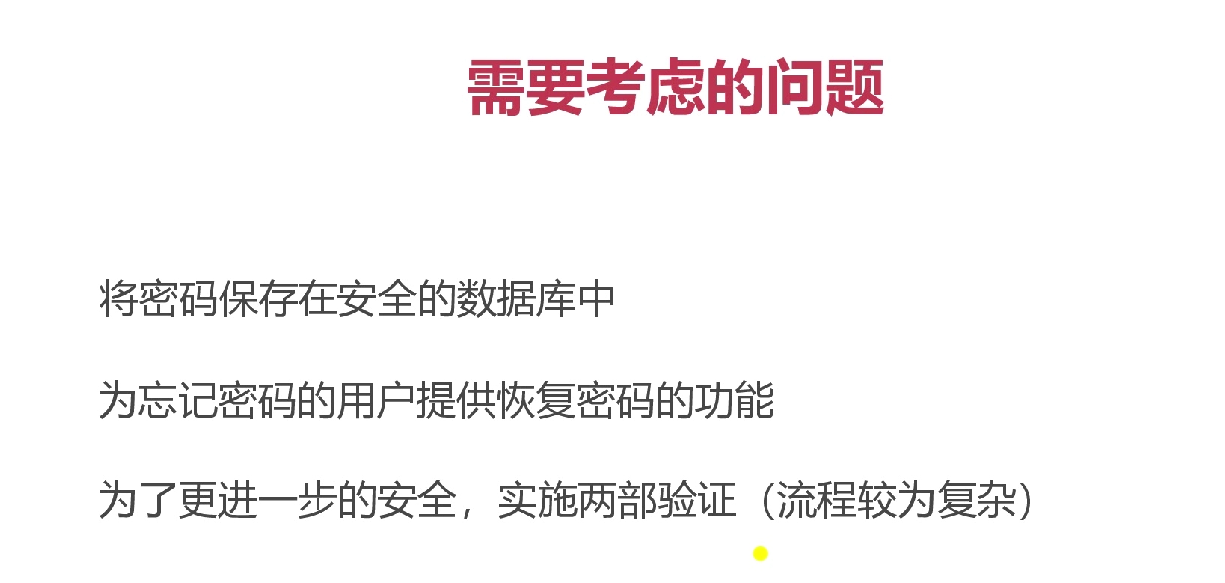 需要考虑的问题
将密码保存在安全的数据库中
为忘记密码的用户提供恢复密码的功能
为了更进一步的安全，实施两部验证（流程较为复杂）